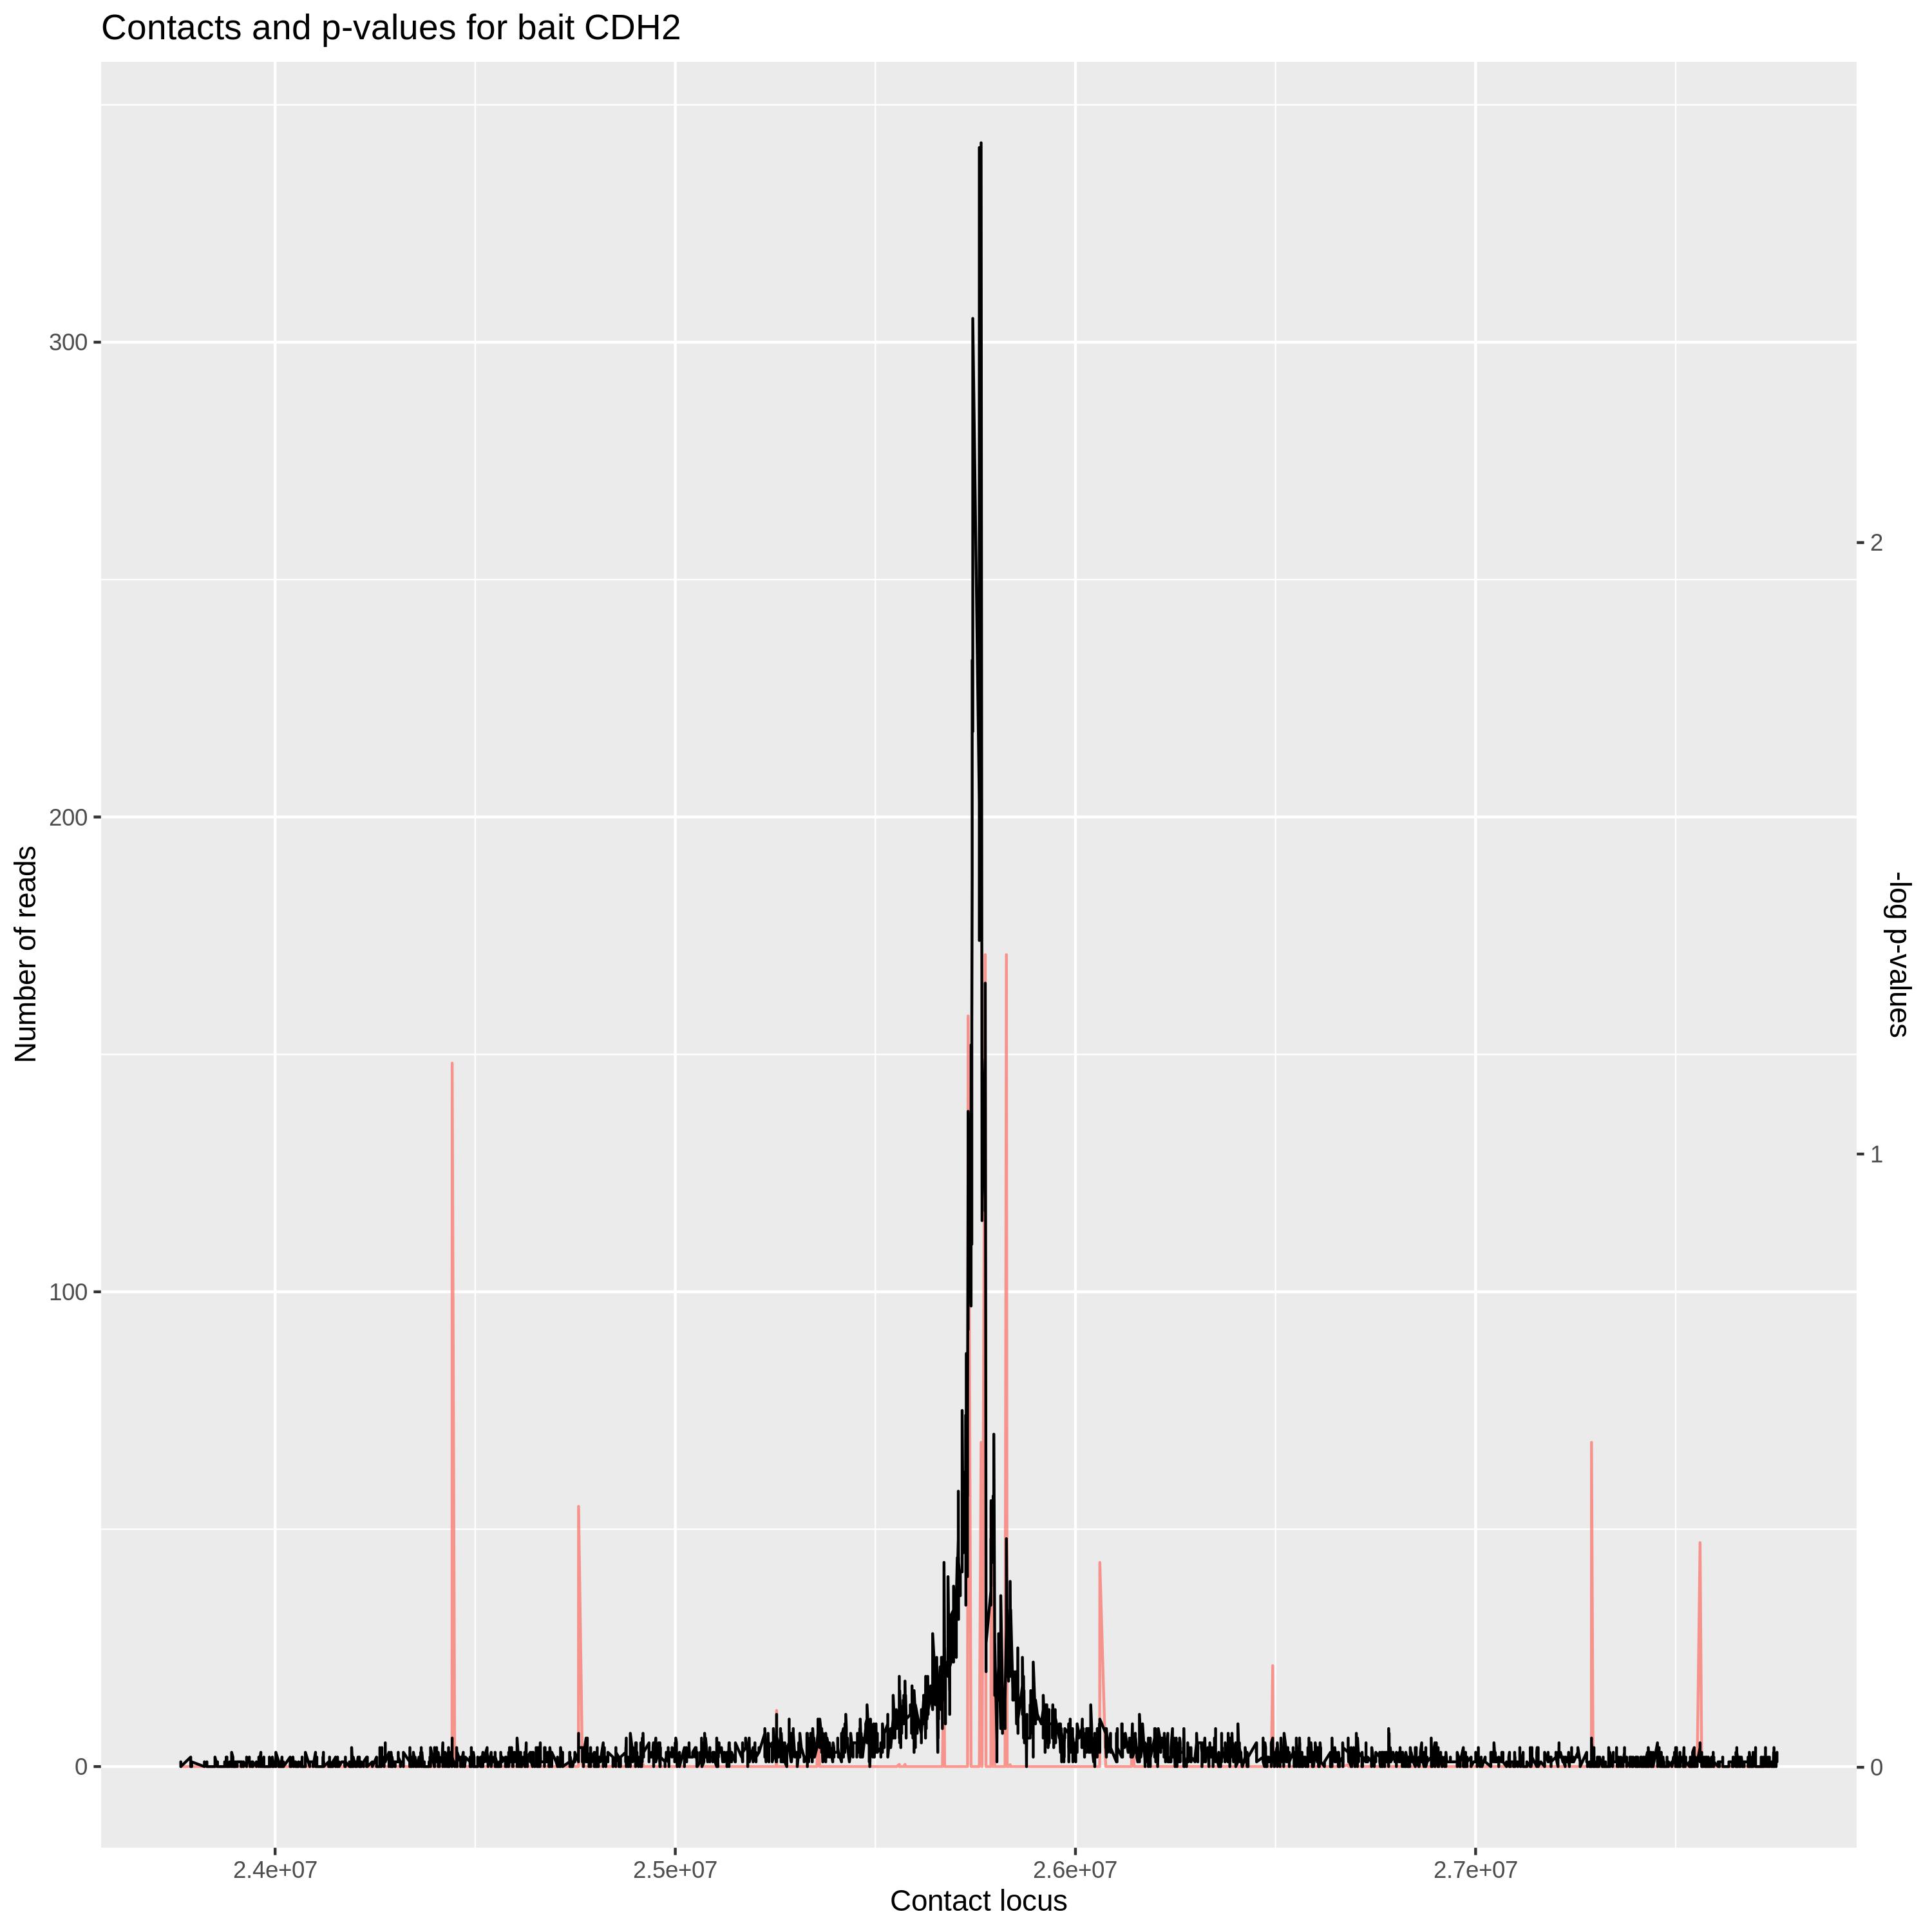 Contacts and p-values for bait CDH2
Number of reads
300
200
100
0
2
1
0
-log p-values
2.4e+07
2.5e+07
2.6e+07
2.7e+07
Contact locus